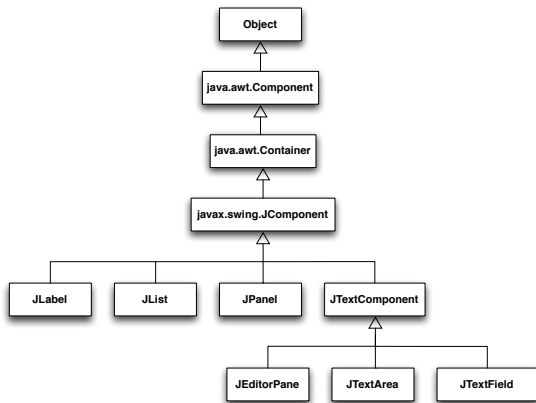 Object
java.awt.Component
java.awt.Container
javax.swing.JComponent
JLabel
JList
JPanel
JTextComponent
JEditorPane
JTextArea
JTextField